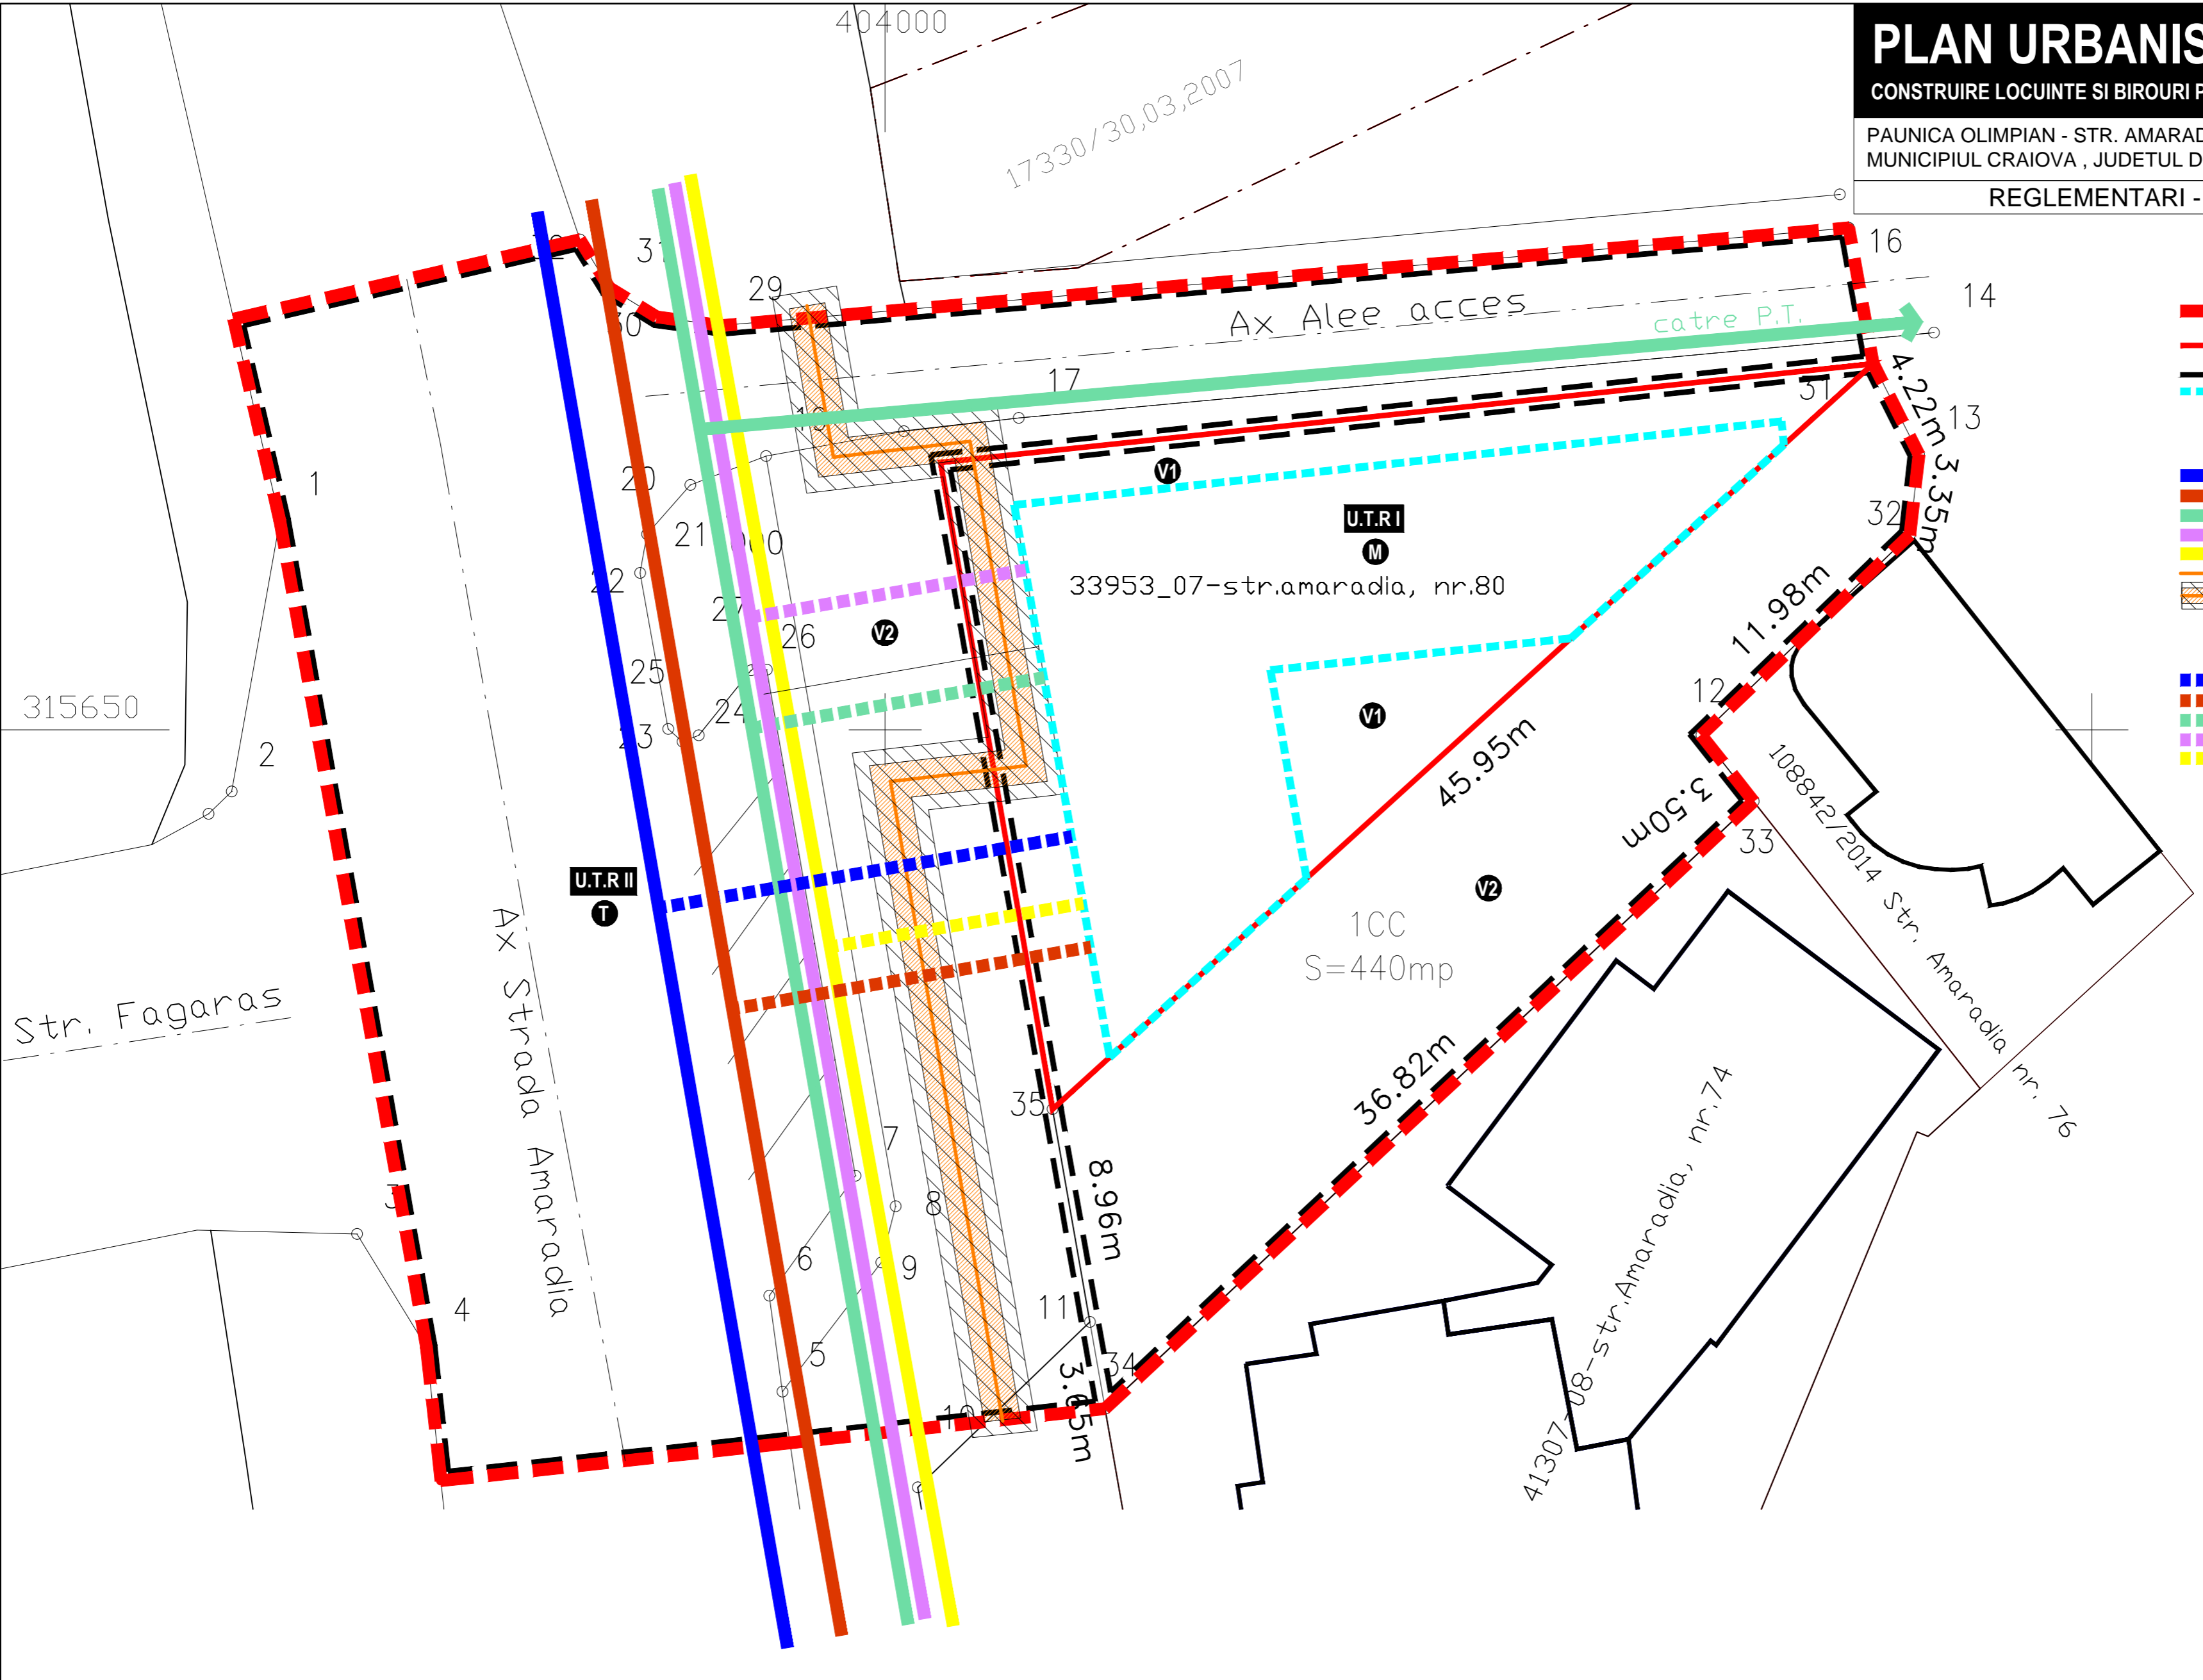 404000
PLAN URBANIS
CONSTRUIRE LOCUINTE SI BIROURI P
PAUNICA OLIMPIAN - STR. AMARAD
MUNICIPIUL CRAIOVA , JUDETUL D
REGLEMENTARI -
17330/30,03,2007
16
14
29
30
Ax Alee acces
catre P.T.
17
31
4.22m
13
3.35m
32
1
20
21
22
V1
U.T.R I
M
33953_07-str.amaradia, nr.80
27
26
V2
25
24
23
11.98m
12
315650
2
V1
45.95m
3.50m
33
108842/2014 Str. Amaradia nr. 76
U.T.R II
T
V2
1CC
S=440mp
Str. Fagaras
Ax Strada Amaradia
36.82m
35
7
8
8.96m
6
9
4
11
5
34
3.65m
10
41307_08-str.Amaradia, nr.74